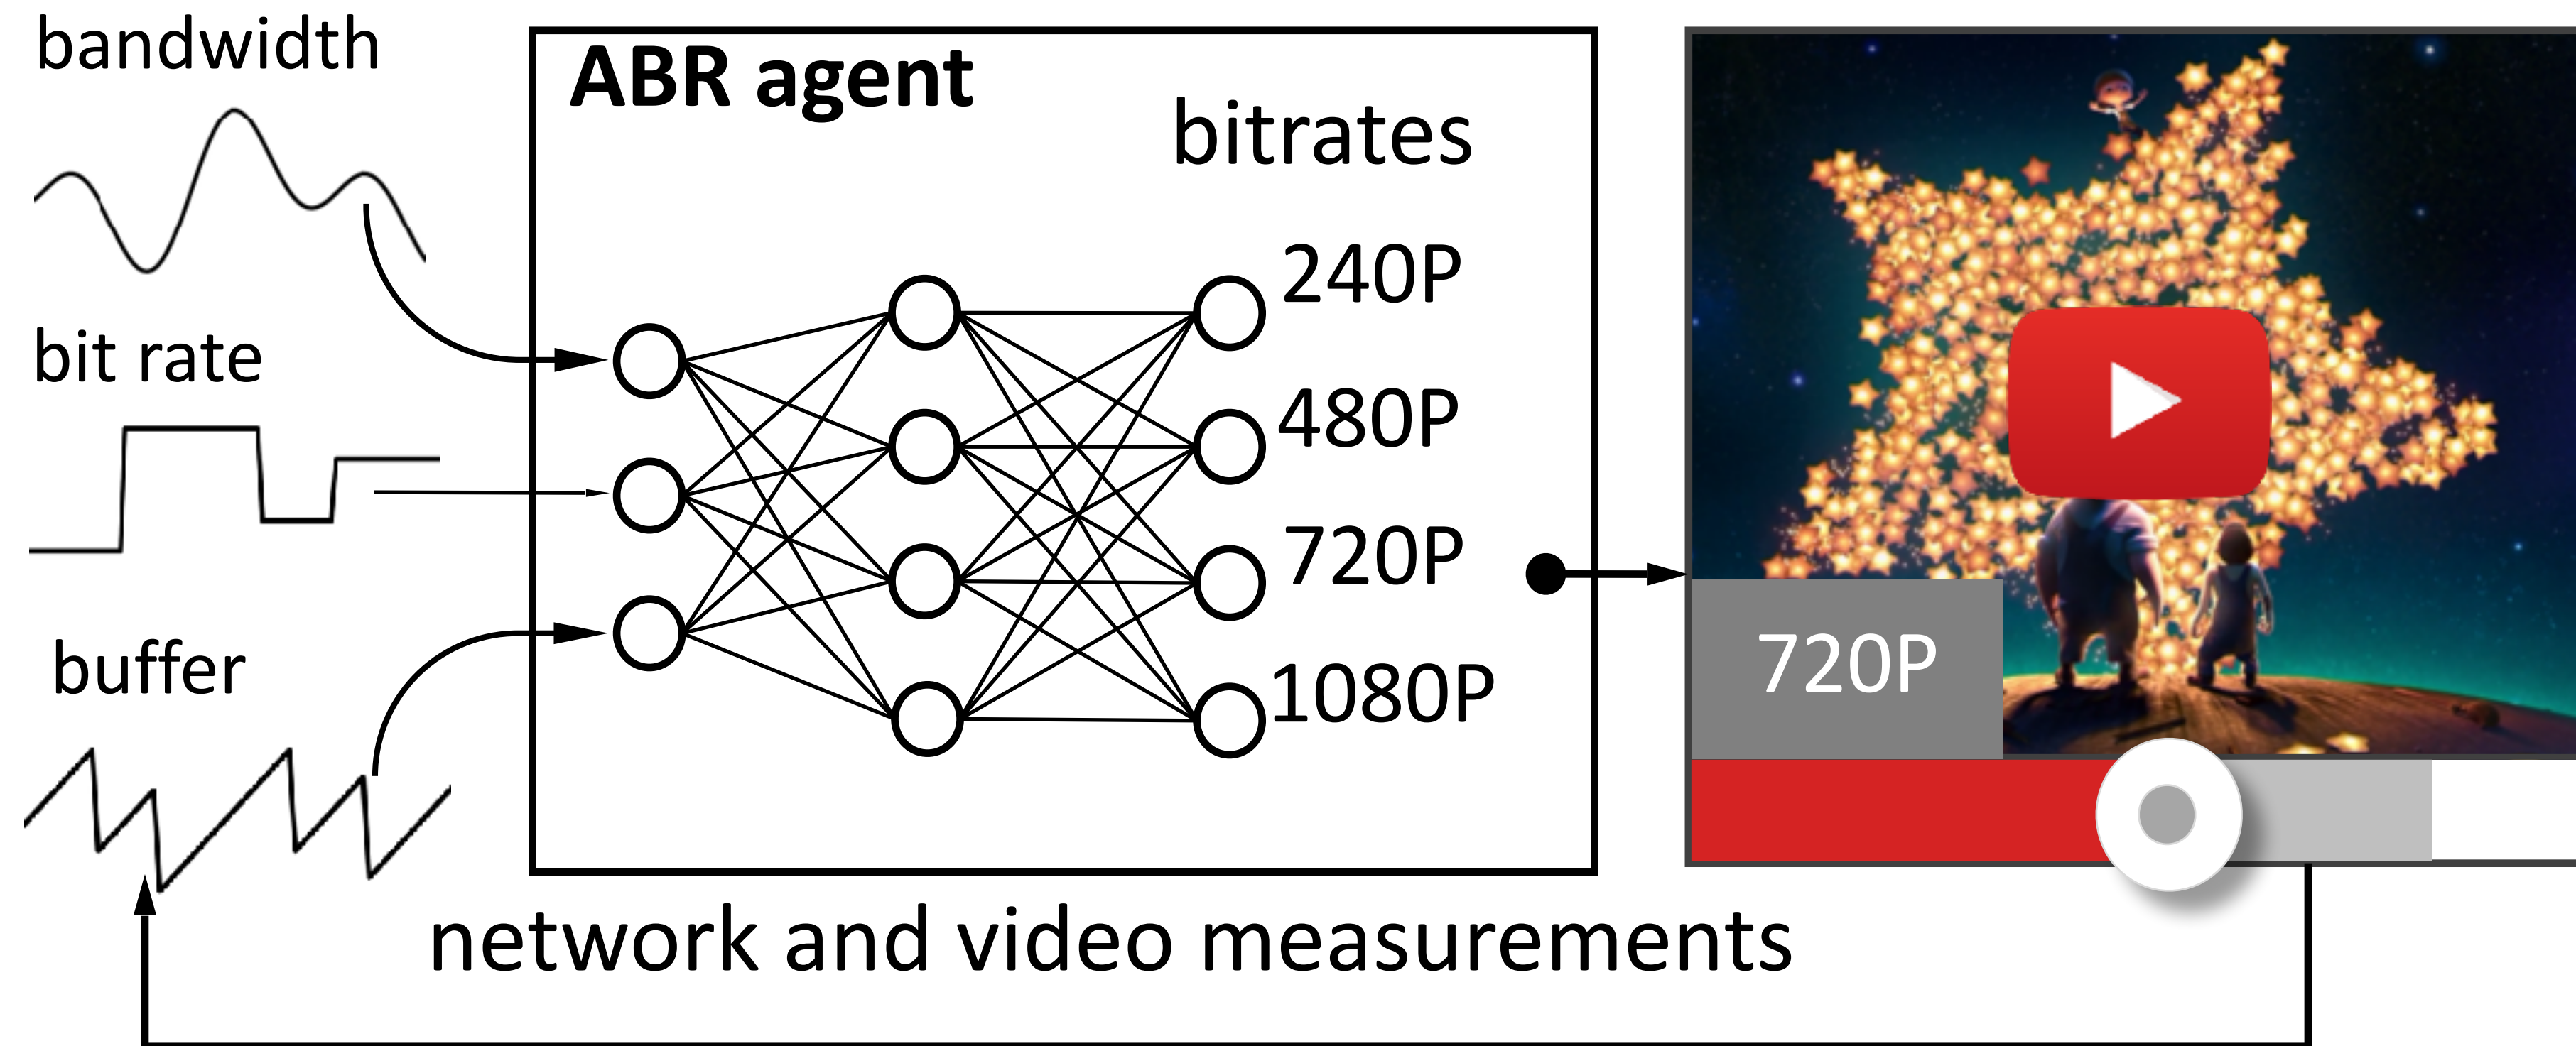 bandwidth
bit rate
buffer
ABR agent
bitrates
240P
480P
720P
1080P
720P
network and video measurements